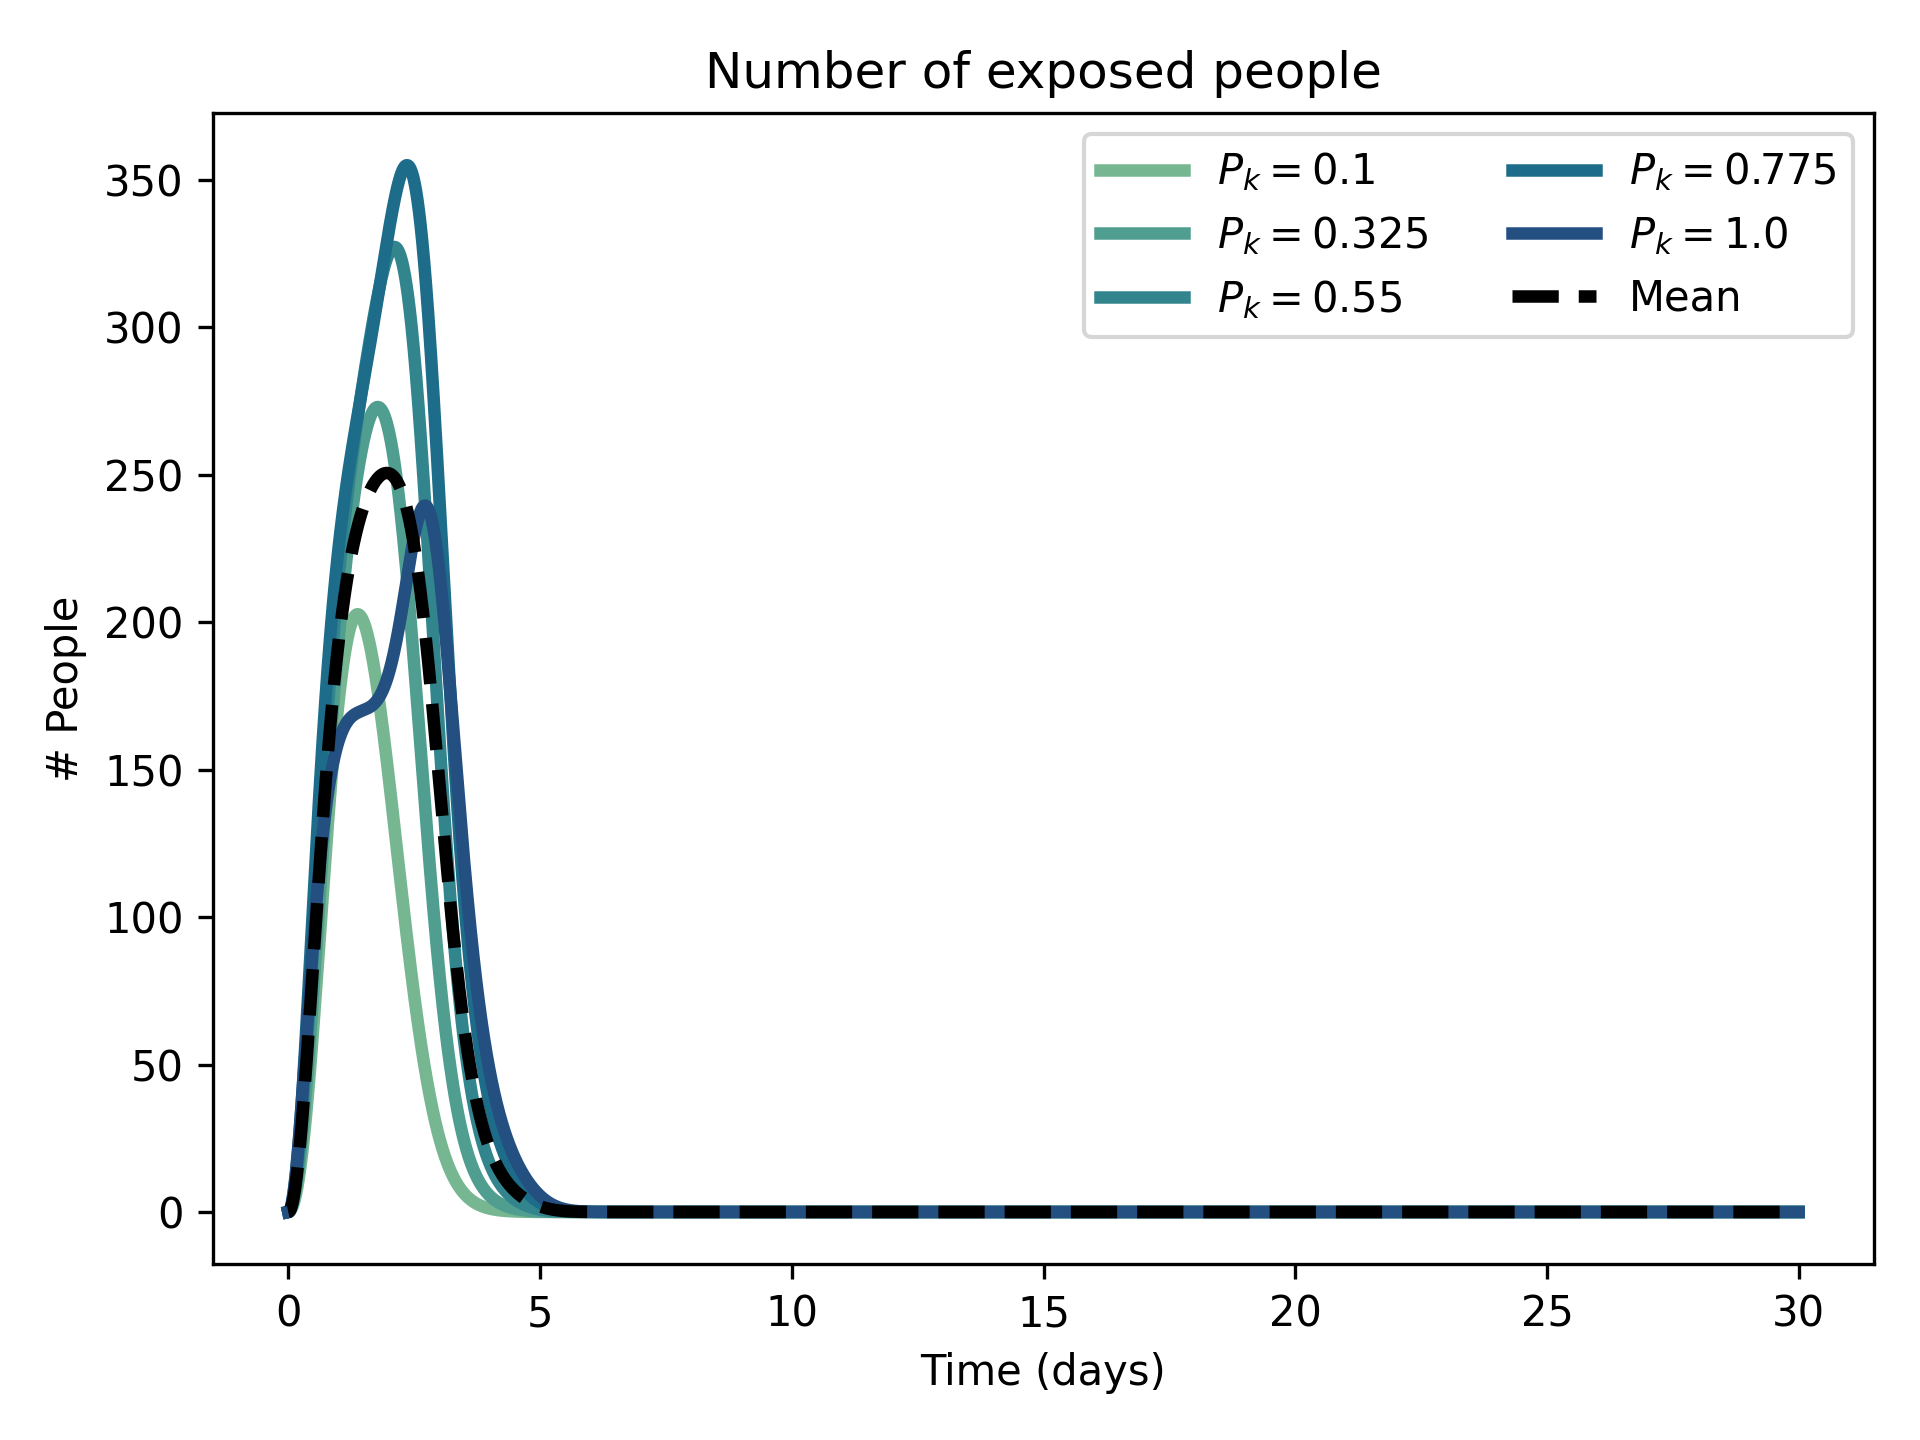 Number of exposed people
P_k = 0.1
P_k = 0.325
P_k = 0.55
P_k = 0.775
P_k = 1.0
Mean
# People
350
300
250
200
150
100
50
0
0 5 10 15 20 25 30
Time (days)